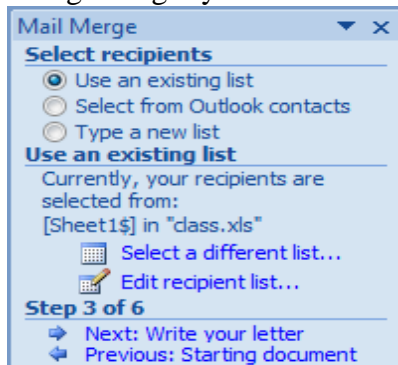 Mail Merge
Select recipients
Use an existing list
Select from Outlook contacts
Type a new list
Use an existing list
Currently, your recipients are
selected from:
[Sheet1$] in "class.xls"
Select a different list...
Edit recipient list...
Step 3 of 6
Next: Write your letter
Previous: Starting document